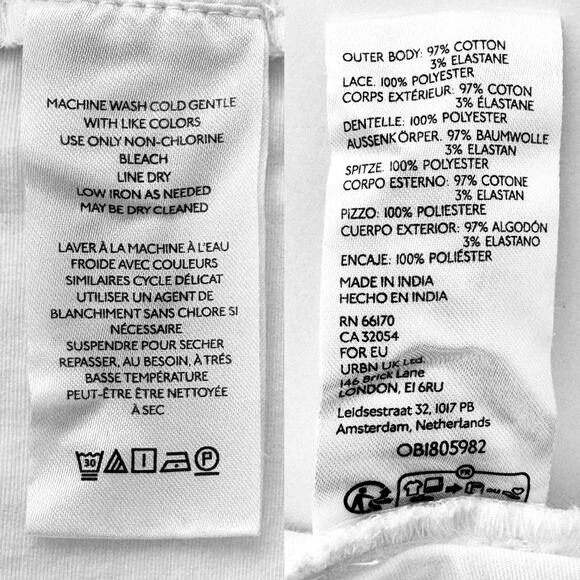 MACHINE WASH COLD GENTLE
WITH LIKE COLORS
USE ONLY NON-CHLORINE
BLEACH
LINE DRY
LOW IRON AS NEEDED
MAY BE DRY CLEANED
LAVER À LA MACHINE À L'EAU
FROIDE AVEC COULEURS
SIMILAIRES CYCLE DÉLICAT
UTILISER UN AGENT DE
BLANCHIMENT SANS CHLORE SI
NÉCESSAIRE
SUSPENDRE POUR SECHER
REPASSER, AU BESOIN, À TRÉS
BASSE TEMPÉRATURE
PEUT-ÊTRE ÊTRE NETTOYÉE
À SEC
30
P
OUTER BODY: 97% COTTON
3% ELASTANE
LACE. 100% POLYESTER
CORPS EXTÉRIEUR: 97% COTON
3% ÉLASTANE
DENTELLE: 100% POLYESTER
AUSSENKÖRPER. 97% BAUMWOLLE
3% ELASTAN
SPITZE. 100% POLYESTER
CORPO ESTERNO: 97% COTONE
3% ELASTAN
PIZZO: 100% POLIESTERE
CUERPO EXTERIOR: 97% ALGODÓN
3% ELASTANO
ENCAJE: 100% POLIÉSTER
MADE IN INDIA
HECHO EN INDIA
RN 66170
CA 32054
FOR EU
URBN UK Ltd.
146 Brick Lane
LONDON, E1 6RU
Leidsestraat 32, 1017 PB
Amsterdam, Netherlands
OB1805982
FR
OU